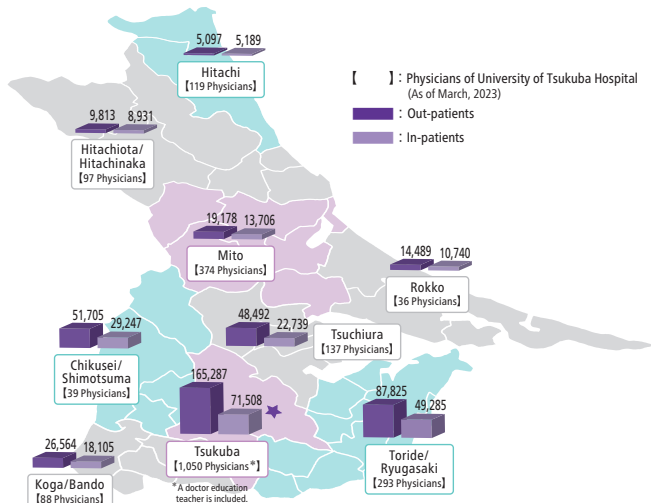 5,097 5,189
Hitachi
【119 Physicians】
【 】: Physicians of University of Tsukuba Hospital
(As of March, 2023)
: Out-patients
: In-patients
9,813 8,931
Hitachiota/
Hitachinaka
【97 Physicians】
19,178 13,706
Mito
【374 Physicians】
14,489 10,740
Rokko
【36 Physicians】
51,705
29,247
Chikusei/
Shimotsuma
【39 Physicians】
48,492
22,739
Tsuchiura
【137 Physicians】
165,287
71,508
Tsukuba
【1,050 Physicians*】
* A doctor education
teacher is included.
87,825
49,285
Toride/
Ryugasaki
【293 Physicians】
26,564 18,105
Koga/Bando
【88 Physicians】